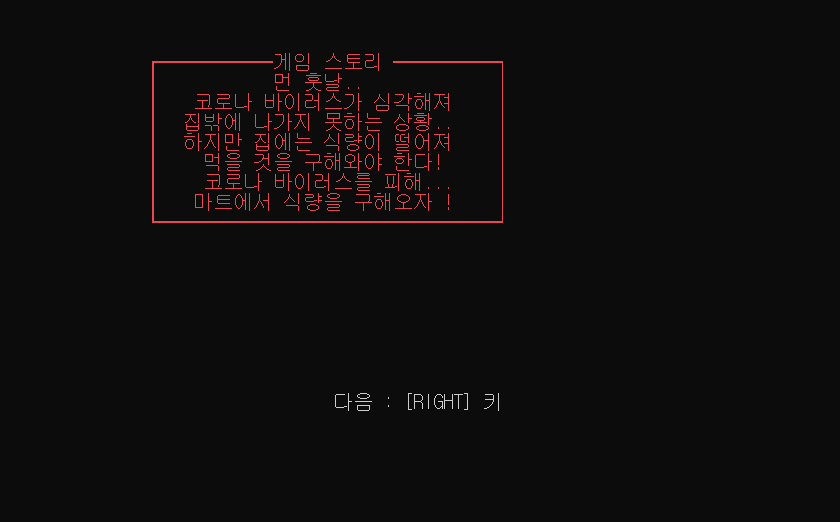 게임 스토리
먼 훗날..
코로나 바이러스가 심각해져
집밖에 나가지 못하는 상황..
하지만 집에는 식량이 떨어져
먹을 것을 구해와야 한다!
코로나 바이러스를 피해...
마트에서 식량을 구해오자 !
다음 : [RIGHT] 키